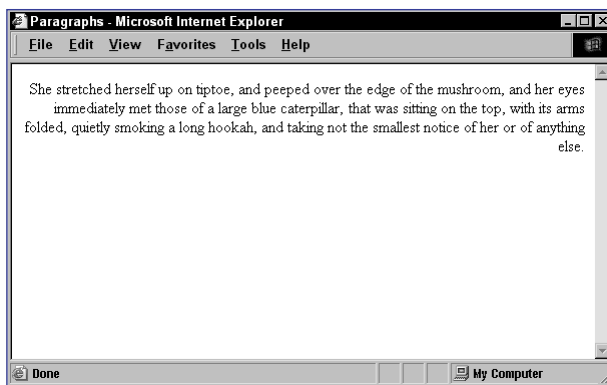 Paragraphs - Microsoft Internet Explorer
File Edit View Favorites Tools Help
She stretched herself up on tiptoe, and peeped over the edge of the mushroom, and her eyes
immediately met those of a large blue caterpillar, that was sitting on the top, with its arms
folded, quietly smoking a long hookah, and taking not the smallest notice of her or of anything
else.
Done My Computer